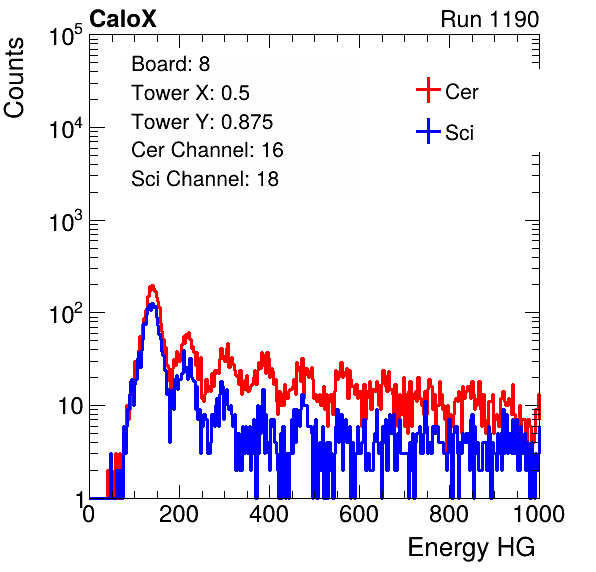 CaloX Run 1190
Counts
Board: 8
Tower X: 0.5
Tower Y: 0.875
Cer Channel: 16
Sci Channel: 18
Cer
Sci
10^5
10^4
10^3
10^2
10
1
0 200 400 600 800 1000
Energy HG